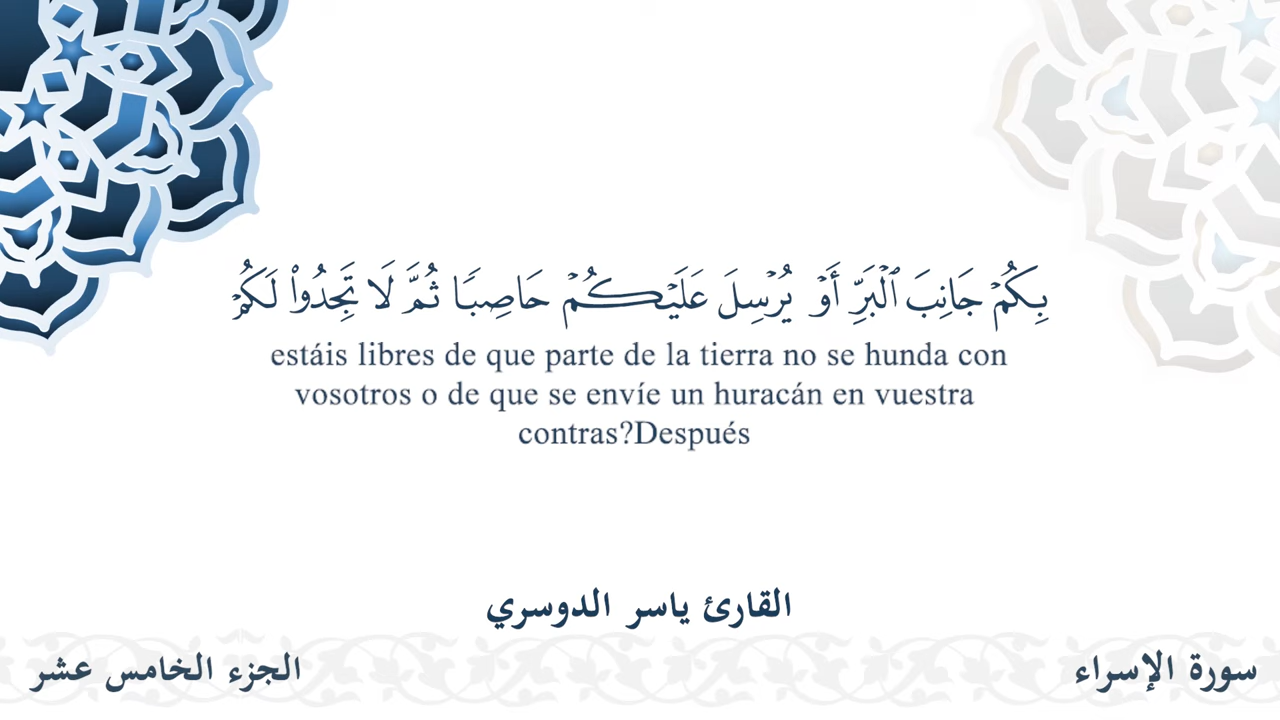 بِكُمۡ جَانِبَ ٱلۡبَرِّ أَوۡ يُرۡسِلَ عَلَيۡكُمۡ حَاصِبٗا ثُمَّ لَا تَجِدُواْ لَكُمۡ
estáis libres de que parte de la tierra no se hunda con
vosotros o de que se envíe un huracán en vuestra
contras?Después
القارئ ياسر الدوسري
سورة الإسراء
الجزء الخامس عشر